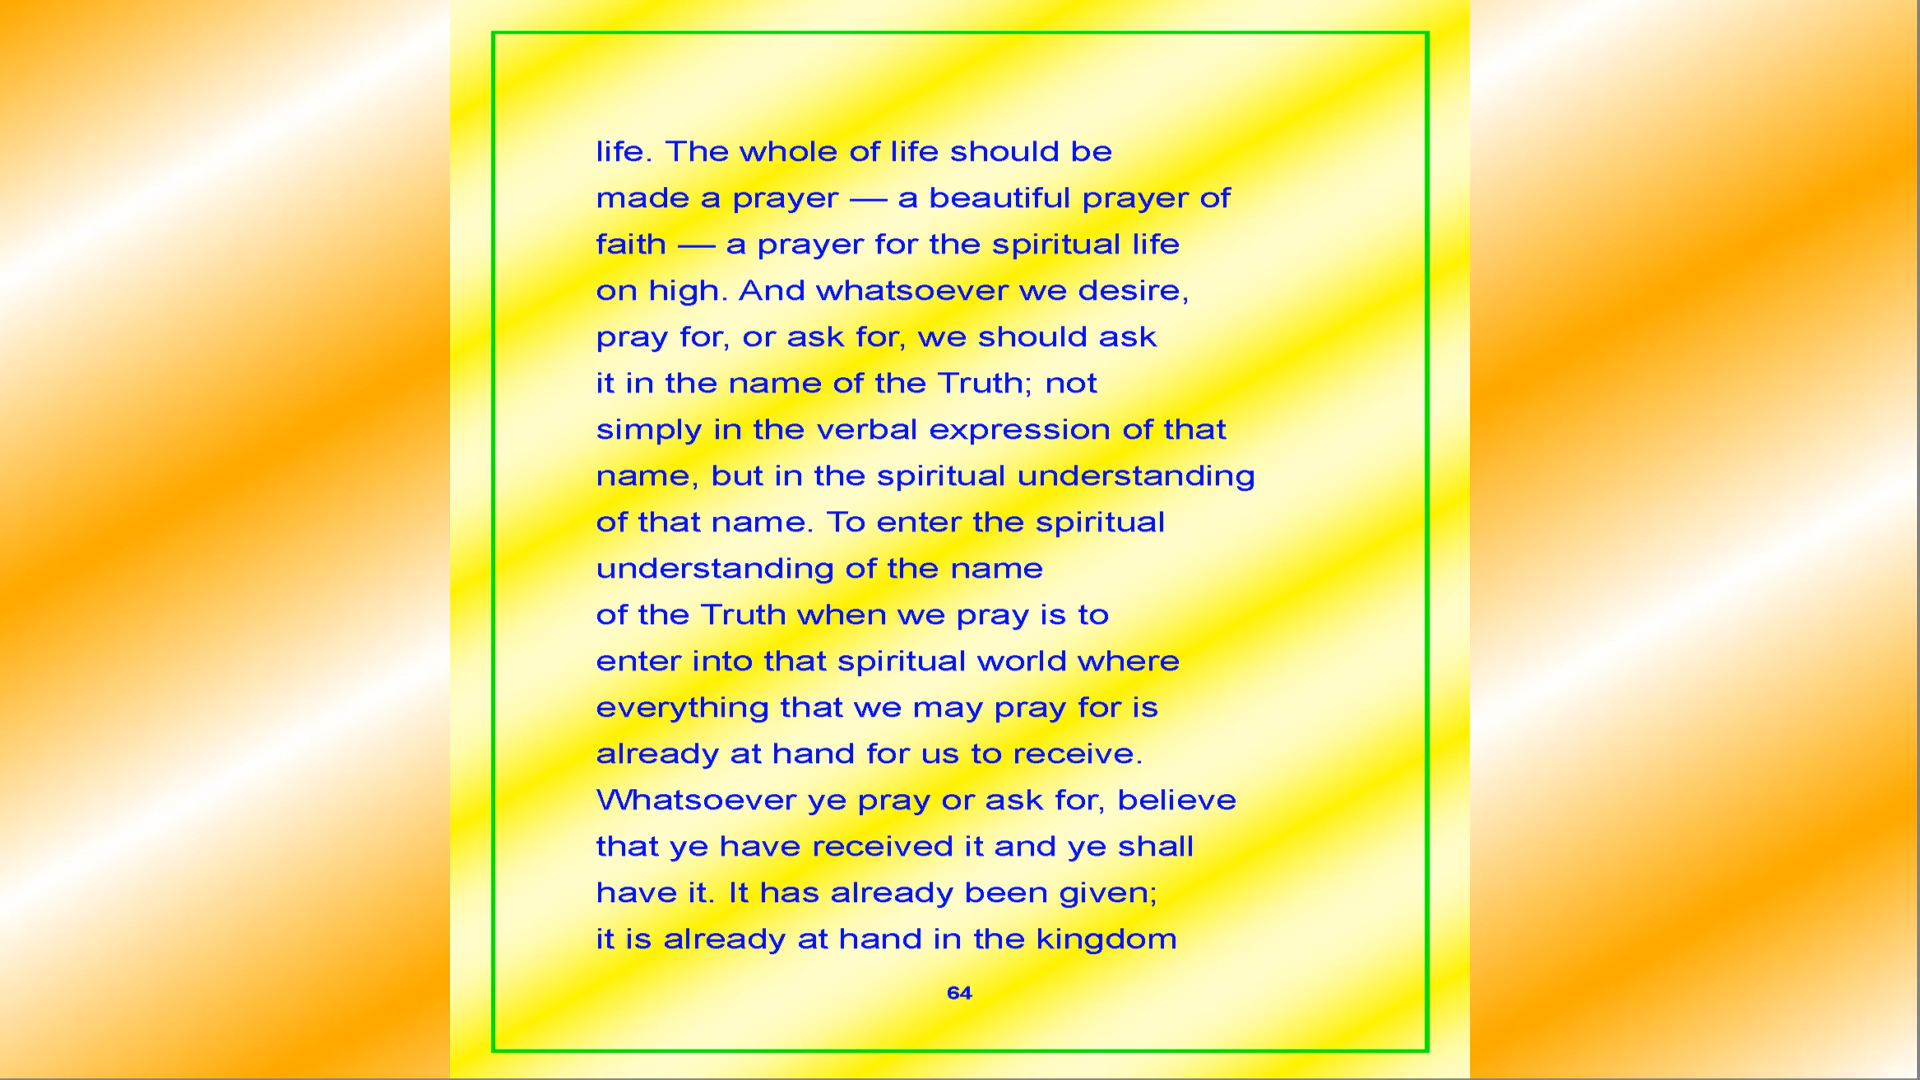 life. The whole of life should be
made a prayer — a beautiful prayer of
faith — a prayer for the spiritual life
on high. And whatsoever we desire,
pray for, or ask for, we should ask
it in the name of the Truth; not
simply in the verbal expression of that
name, but in the spiritual understanding
of that name. To enter the spiritual
understanding of the name
of the Truth when we pray is to
enter into that spiritual world where
everything that we may pray for is
already at hand for us to receive.
Whatsoever ye pray or ask for, believe
that ye have received it and ye shall
have it. It has already been given;
it is already at hand in the kingdom
64